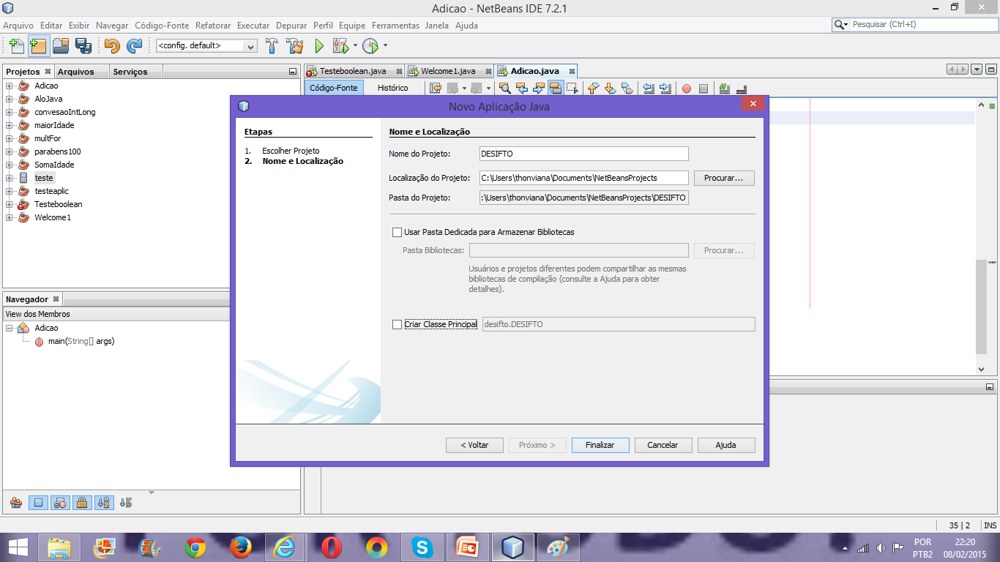 Adicao - NetBeans IDE 7.2.1
Arquivo Editar Exibir Navegar Código-Fonte Refatorar Executar Depurar Perfil Equipe Ferramentas Janela Ajuda
Pesquisar (Ctrl+I)
<config. default>
Projetos Arquivos Serviços
Testeboolean.java Welcome1.java Adicao.java
Código-Fonte Histórico
Adicao
AloJava
convesaoIntLong
maiorIdade
multFor
parabens100
SomaIdade
teste
testeaplic
Testeboolean
Welcome1
Navegador
View dos Membros
Adicao
main(String[] args)
Novo Aplicação Java
Etapas
1. Escolher Projeto
2. Nome e Localização
Nome e Localização
Nome do Projeto: DESIFTO
Localização do Projeto: C:\Users\thonviana\Documents\NetBeansProjects Procurar...
Pasta do Projeto: :\Users\thonviana\Documents\NetBeansProjects\DESIFTO
Usar Pasta Dedicada para Armazenar Bibliotecas
Pasta Bibliotecas: Procurar...
Usuários e projetos diferentes podem compartilhar as mesmas
bibliotecas de compilação (consulte a Ajuda para obter
detalhes).
Criar Classe Principal desifto.DESIFTO
< Voltar Próximo > Finalizar Cancelar Ajuda
35 | 2 INS
POR 22:20
PTB2 08/02/2015